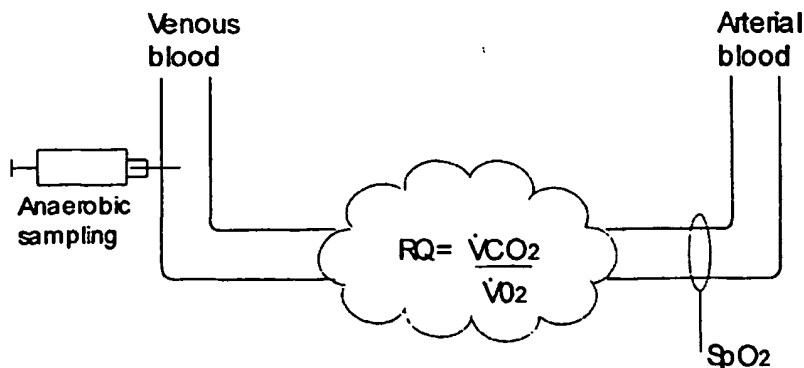 Venous
blood
Arterial
blood
Anaerobic
sampling
RQ= V̇CO2
V̇O2
SpO2